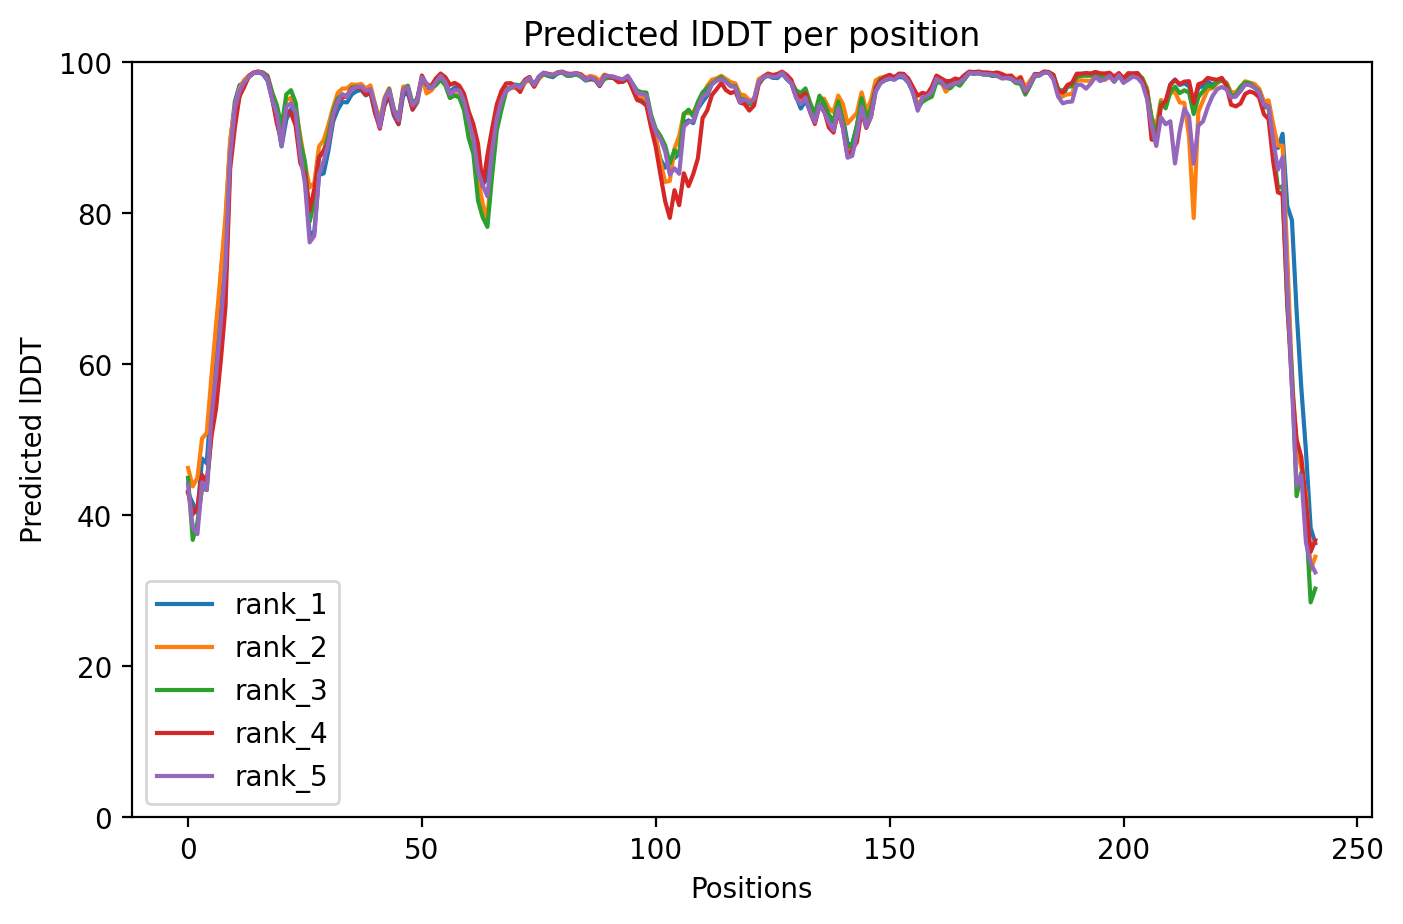 Predicted lDDT per position
100
80
60
40
20
0
Predicted lDDT
rank_1
rank_2
rank_3
rank_4
rank_5
0 50 100 150 200 250
Positions